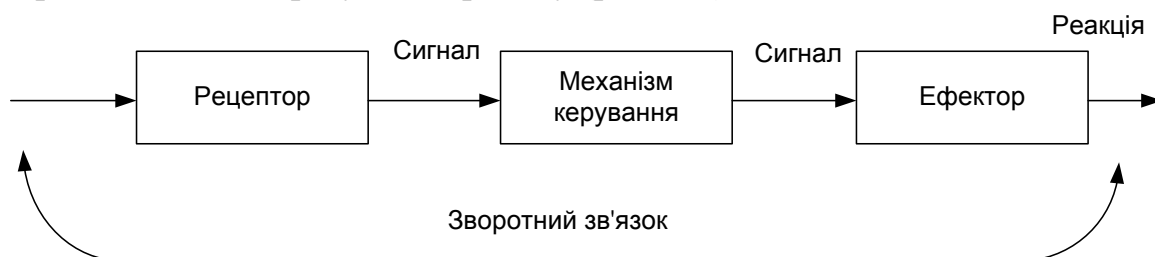 Реакція
Сигнал
Сигнал
Рецептор
Механізм
керування
Ефектор
Зворотний зв'язок